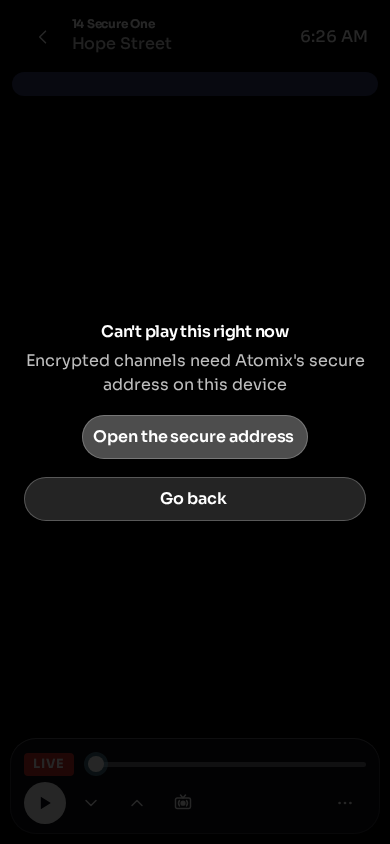 14 Secure One
Hope Street
6:26 AM
Can't play this right now
Encrypted channels need Atomix's secure
address on this device
Open the secure address
Go back
LIVE